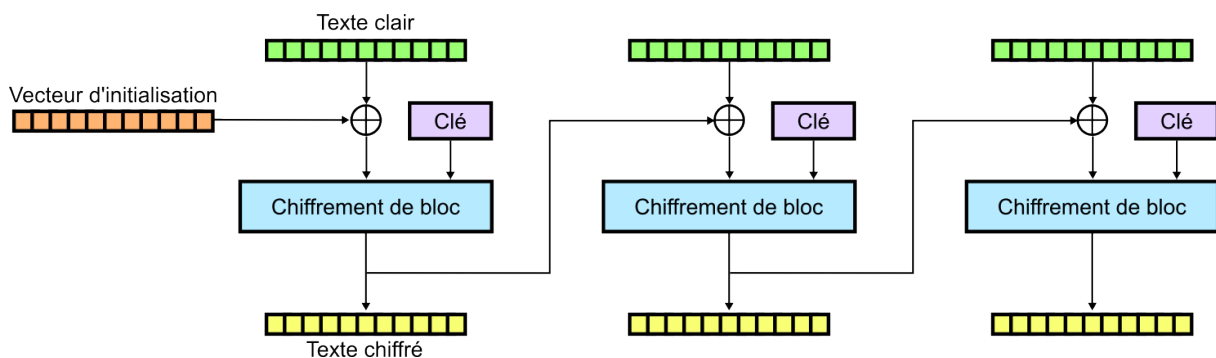 Texte clair
Vecteur d'initialisation
Clé
Clé
Clé
Chiffrement de bloc
Chiffrement de bloc
Chiffrement de bloc
Texte chiffré